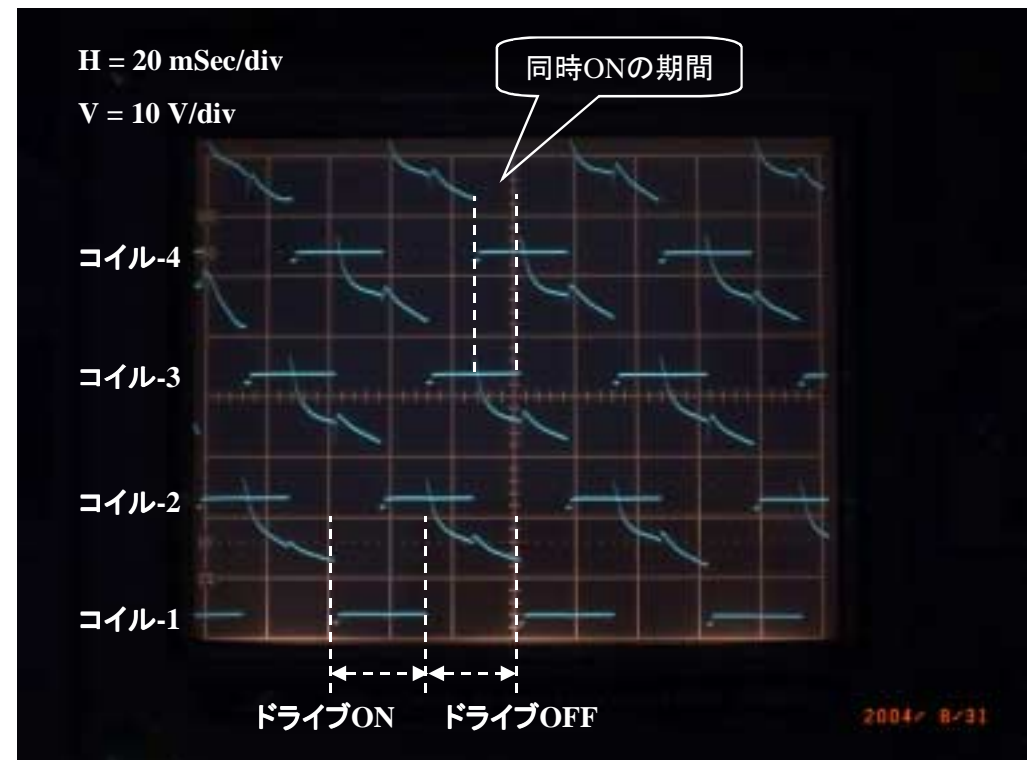 H = 20 mSec/div
V = 10 V/div
同時ONの期間
コイル-4
コイル-3
コイル-2
コイル-1
ドライブON
ドライブOFF
2004/ 8/31